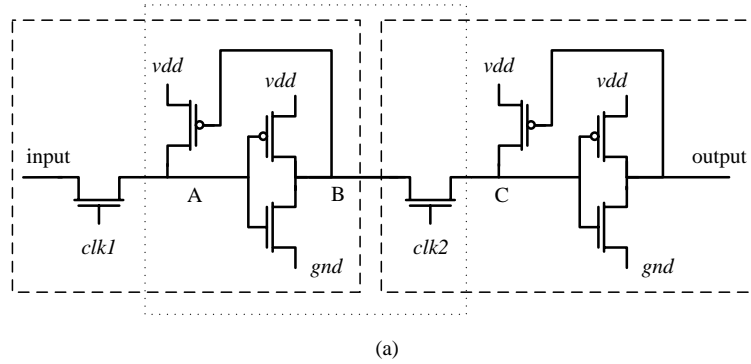 vdd
vdd
vdd
vdd
input
output
A
B
C
clk1
clk2
gnd
gnd
(a)